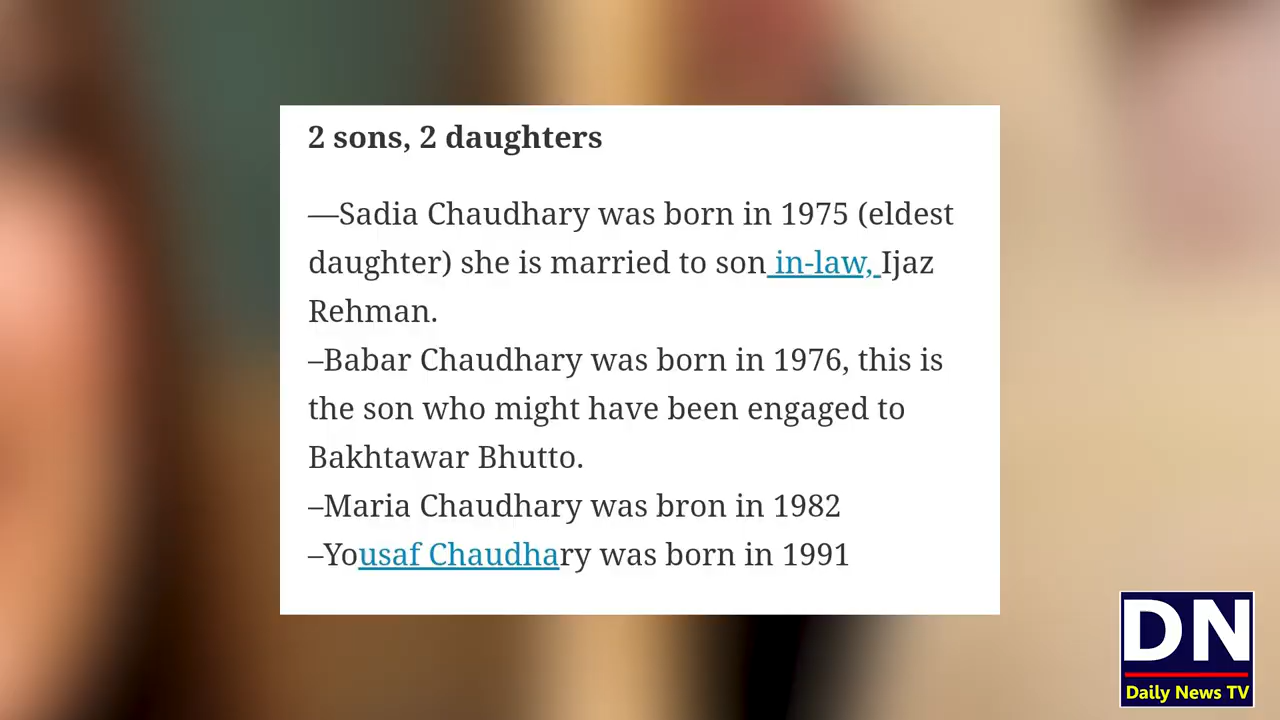 2 sons, 2 daughters
—Sadia Chaudhary was born in 1975 (eldest
daughter) she is married to son in-law, Ijaz
Rehman.
–Babar Chaudhary was born in 1976, this is
the son who might have been engaged to
Bakhtawar Bhutto.
–Maria Chaudhary was bron in 1982
–Yousaf Chaudhary was born in 1991
DN
Daily News TV